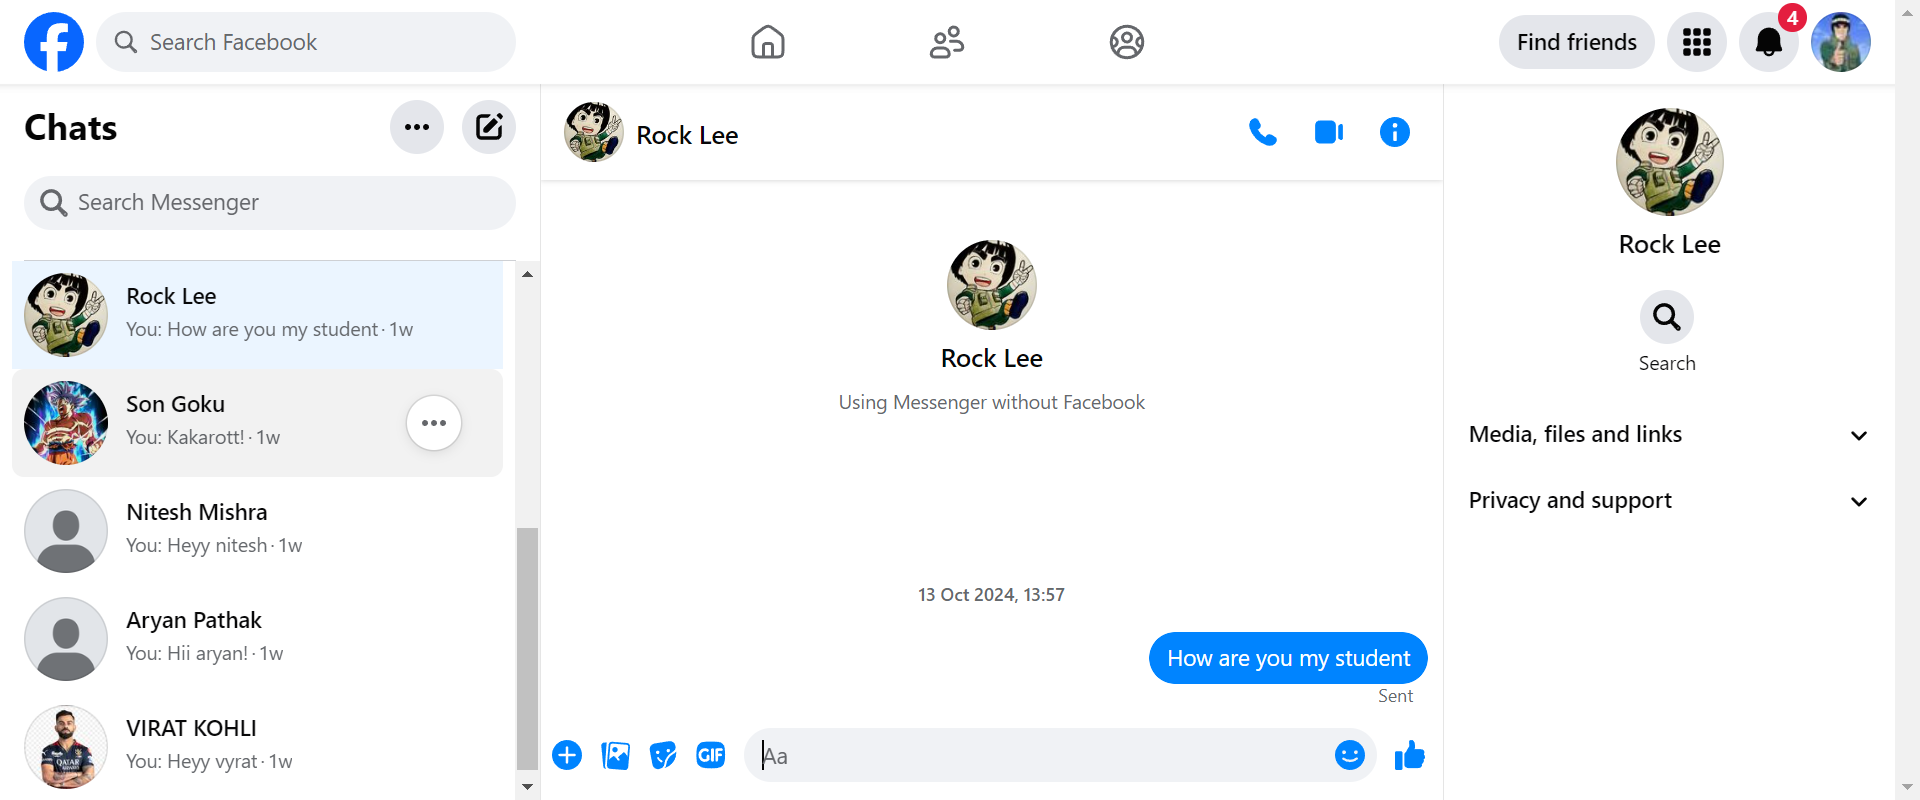 Search Facebook
Find friends
4
Chats
Search Messenger
Rock Lee
You: How are you my student · 1w
Son Goku
You: Kakarott! · 1w
Nitesh Mishra
You: Heyy nitesh · 1w
Aryan Pathak
You: Hii aryan! · 1w
VIRAT KOHLI
You: Heyy vyrat · 1w
Rock Lee
Rock Lee
Using Messenger without Facebook
13 Oct 2024, 13:57
How are you my student
Sent
GIF
Aa
Rock Lee
Search
Media, files and links
Privacy and support